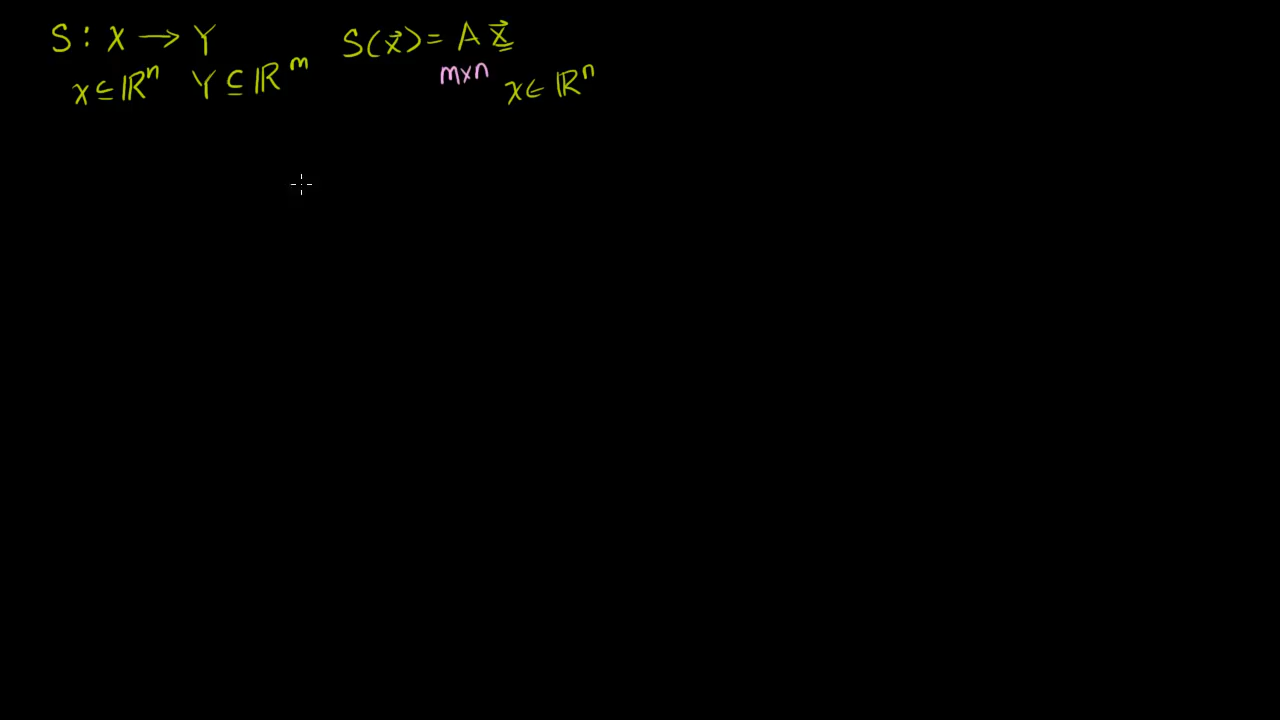 S : X → Y   S(x⃗) = A x⃗
x ⊆ ℝⁿ   Y ⊆ ℝᵐ   m×n   x ∈ ℝⁿ